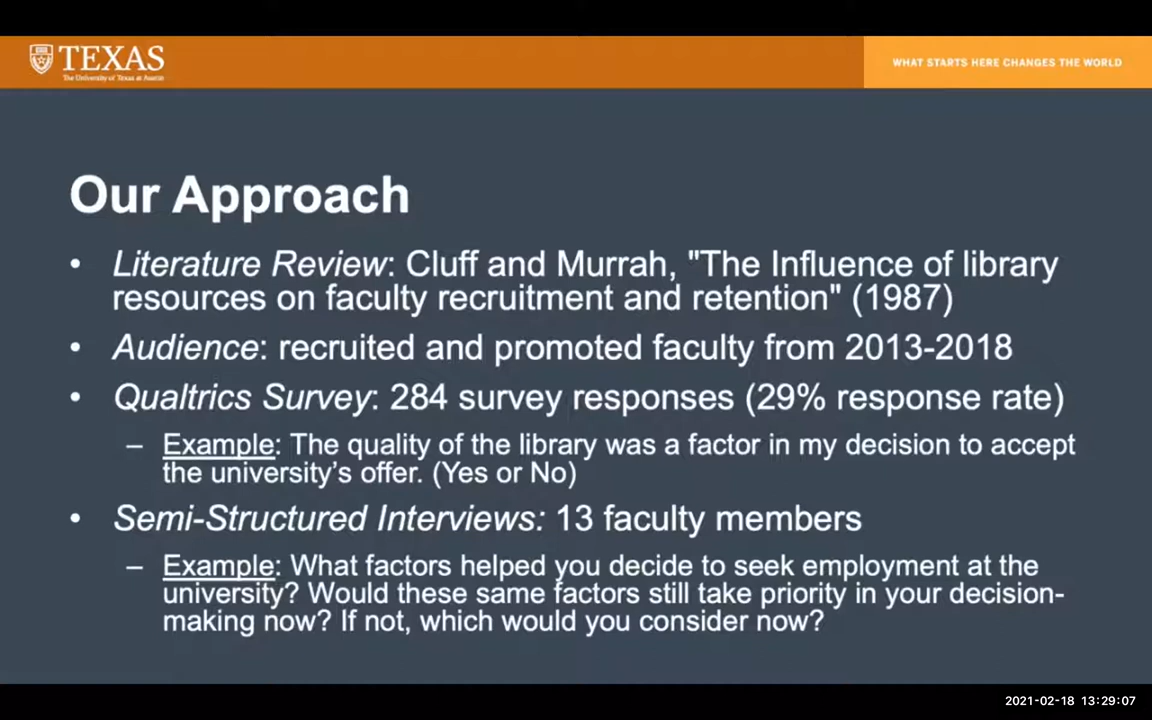 TEXAS
The University of Texas at Austin
WHAT STARTS HERE CHANGES THE WORLD
Our Approach
• Literature Review: Cluff and Murrah, "The Influence of library
resources on faculty recruitment and retention" (1987)
• Audience: recruited and promoted faculty from 2013-2018
• Qualtrics Survey: 284 survey responses (29% response rate)
– Example: The quality of the library was a factor in my decision to accept
the university's offer. (Yes or No)
• Semi-Structured Interviews: 13 faculty members
– Example: What factors helped you decide to seek employment at the
university? Would these same factors still take priority in your decision-
making now? If not, which would you consider now?
2021-02-18 13:29:07